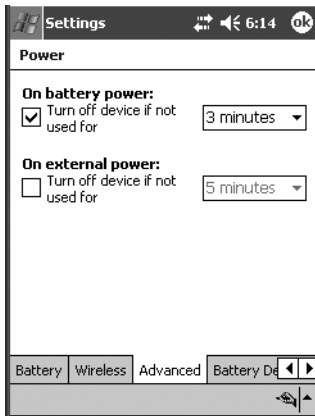 Settings 6:14 ok
Power
On battery power:
Turn off device if not
used for
3 minutes
On external power:
Turn off device if not
used for
5 minutes
Battery Wireless Advanced Battery De